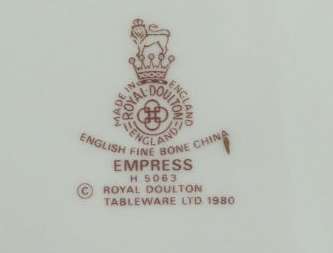 MADE IN ENGLAND
ROYAL DOULTON
ENGLAND
ENGLISH FINE BONE CHINA
EMPRESS
H 5063
© ROYAL DOULTON
TABLEWARE LTD 1980